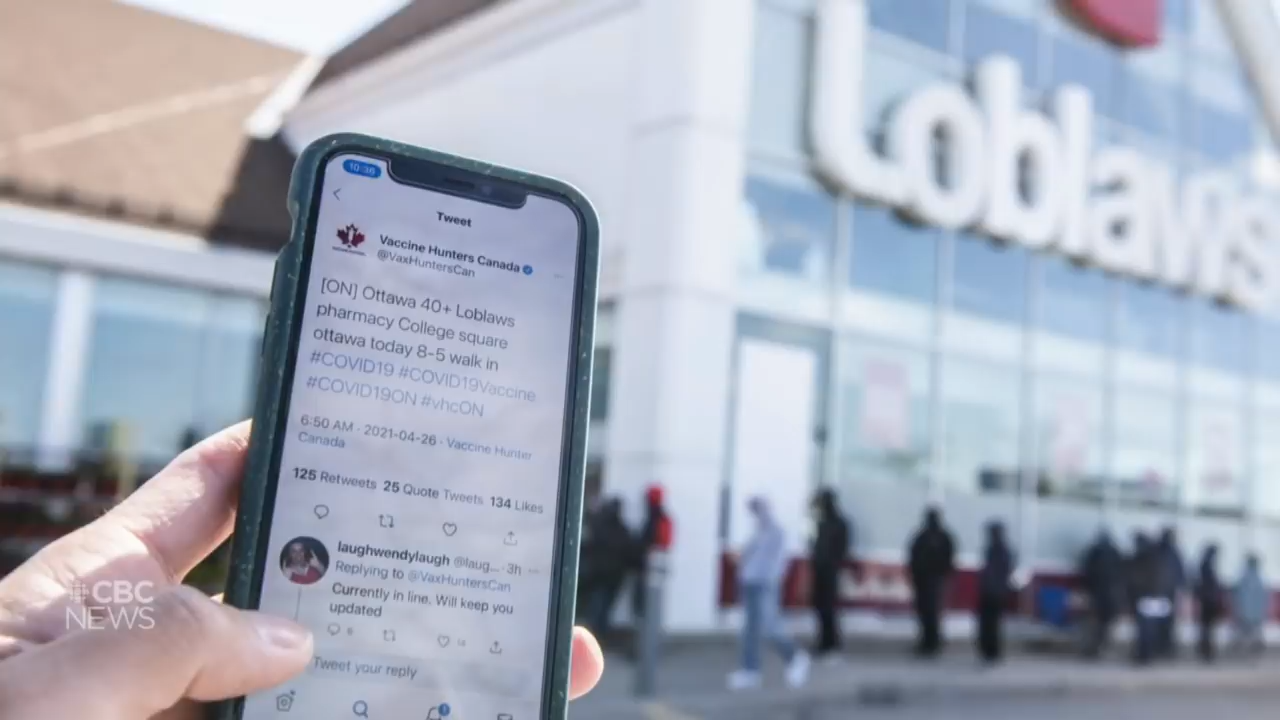 Loblaws
10:36
Tweet
Vaccine Hunters Canada
@VaxHuntersCan
[ON] Ottawa 40+ Loblaws
pharmacy College square
ottawa today 8-5 walk in
#COVID19 #COVID19Vaccine
#COVID19ON #vhcON
6:50 AM · 2021-04-26 · Vaccine Hunter
Canada
125 Retweets 25 Quote Tweets 134 Likes
laughwendylaugh @laug... · 3h
Replying to @VaxHuntersCan
Currently in line. Will keep you
updated
Tweet your reply
CBC
NEWS